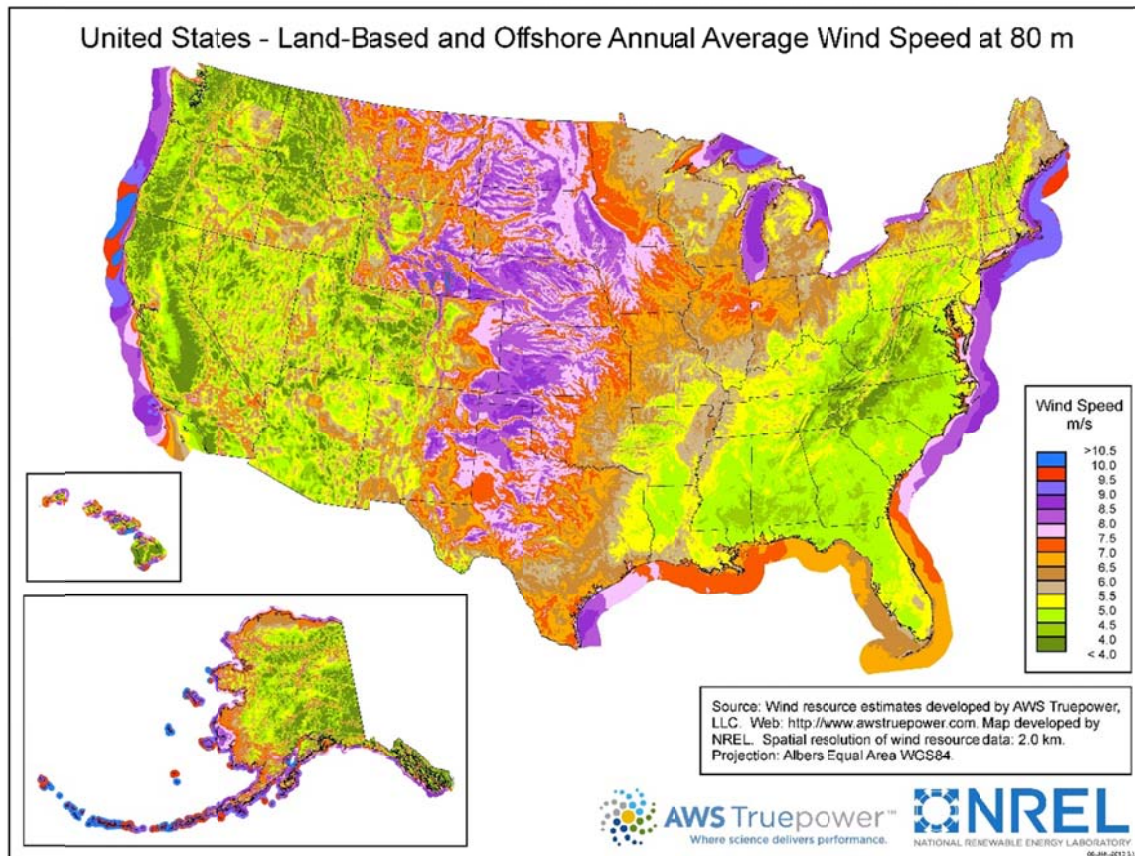 United States - Land-Based and Offshore Annual Average Wind Speed at 80 m
Wind Speed
m/s
>10.5
10.0
9.5
9.0
8.5
8.0
7.5
7.0
6.5
6.0
5.5
5.0
4.5
4.0
< 4.0
Source: Wind resource estimates developed by AWS Truepower,
LLC. Web: http://www.awstruepower.com. Map developed by
NREL. Spatial resolution of wind resource data: 2.0 km.
Projection: Albers Equal Area WGS84.
AWS Truepower™
Where science delivers performance.
NREL
NATIONAL RENEWABLE ENERGY LABORATORY